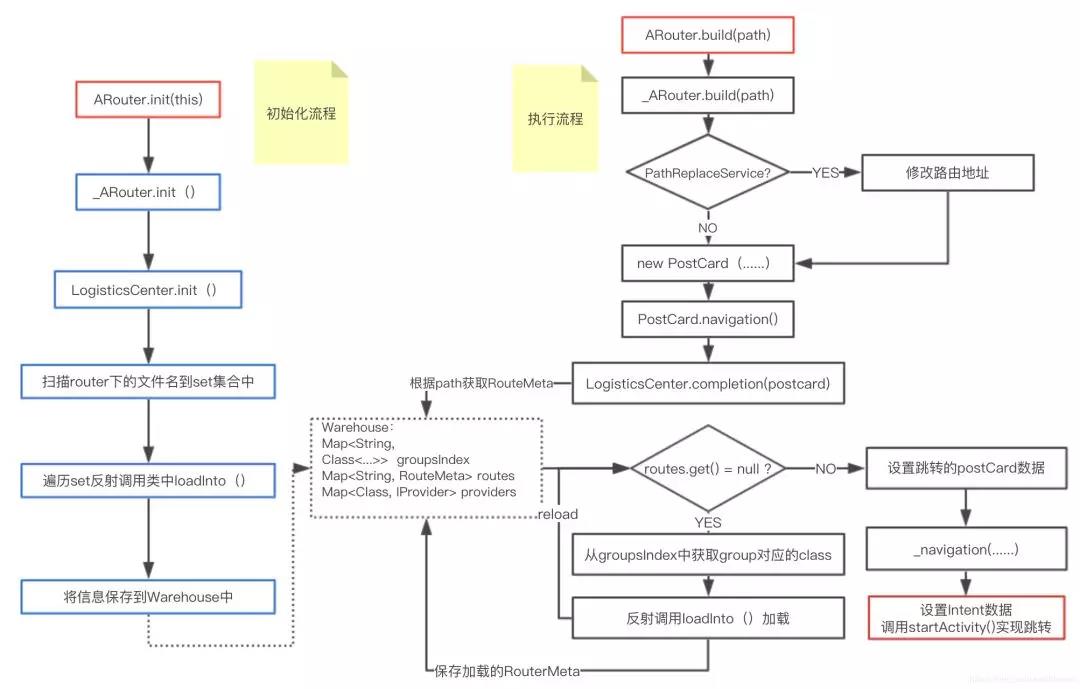 ARouter.init(this)
初始化流程
_ARouter.init（）
LogisticsCenter.init（）
扫描router下的文件名到set集合中
遍历set反射调用类中loadInto（）
将信息保存到Warehouse中
执行流程
ARouter.build(path)
_ARouter.build(path)
PathReplaceService?
YES
修改路由地址
NO
new PostCard（......）
PostCard.navigation()
LogisticsCenter.completion(postcard)
根据path获取RouteMeta
Warehouse：
Map<String,
Class<...>> groupsIndex
Map<String, RouteMeta> routes
Map<Class, IProvider> providers
reload
routes.get() = null ?
NO
设置跳转的postCard数据
YES
从groupsIndex中获取group对应的class
_navigation(......)
反射调用loadInto（）加载
设置Intent数据
调用startActivity()实现跳转
保存加载的RouterMeta